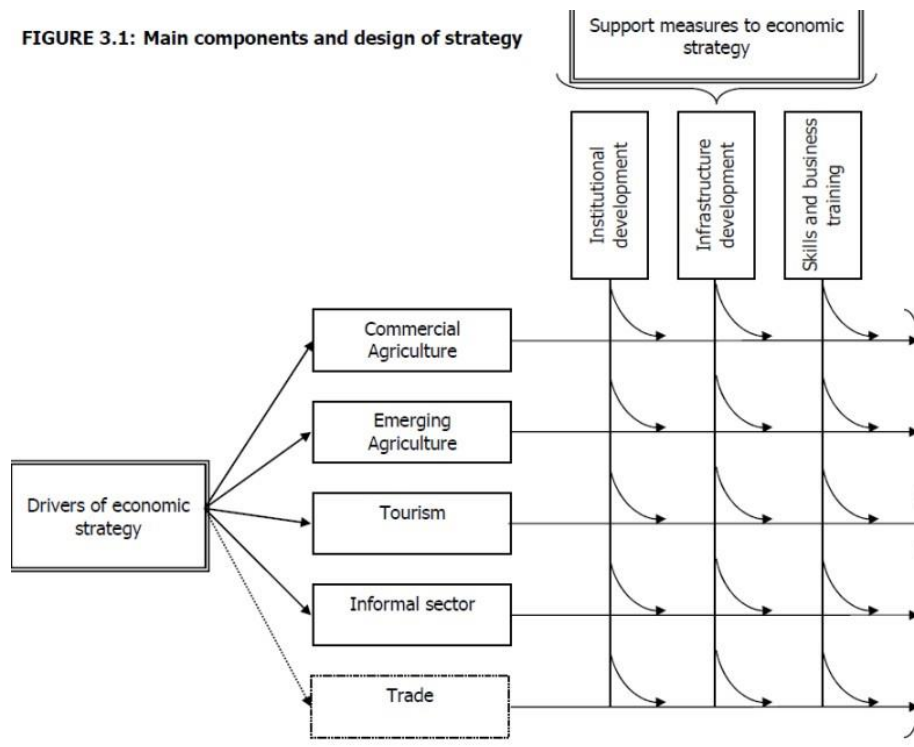 FIGURE 3.1: Main components and design of strategy
Support measures to economic
strategy
Institutional
development
Infrastructure
development
Skills and business
training
Commercial
Agriculture
Emerging
Agriculture
Drivers of economic
strategy
Tourism
Informal sector
Trade